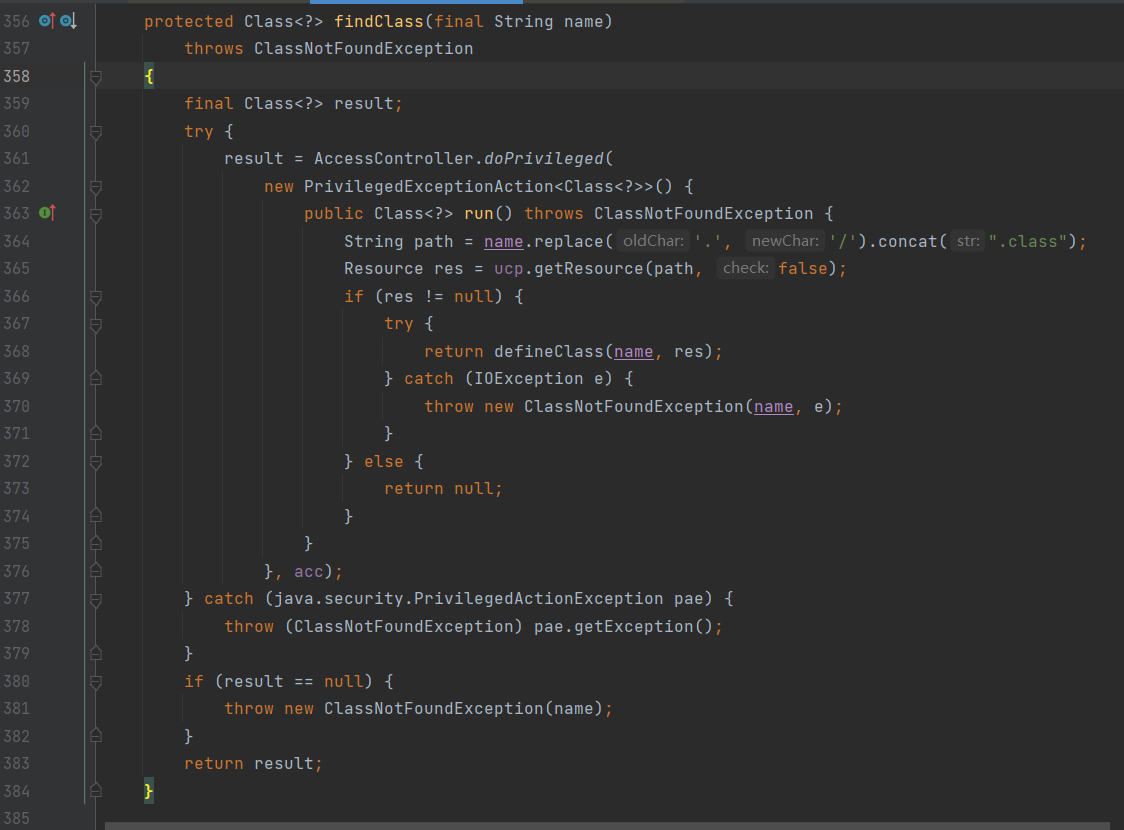 356 protected Class<?> findClass(final String name)
357 throws ClassNotFoundException
358 {
359 final Class<?> result;
360 try {
361 result = AccessController.doPrivileged(
362 new PrivilegedExceptionAction<Class<?>>() {
363 public Class<?> run() throws ClassNotFoundException {
364 String path = name.replace( oldChar: '.', newChar: '/').concat( str: ".class");
365 Resource res = ucp.getResource(path, check: false);
366 if (res != null) {
367 try {
368 return defineClass(name, res);
369 } catch (IOException e) {
370 throw new ClassNotFoundException(name, e);
371 }
372 } else {
373 return null;
374 }
375 }
376 }, acc);
377 } catch (java.security.PrivilegedActionException pae) {
378 throw (ClassNotFoundException) pae.getException();
379 }
380 if (result == null) {
381 throw new ClassNotFoundException(name);
382 }
383 return result;
384 }
385